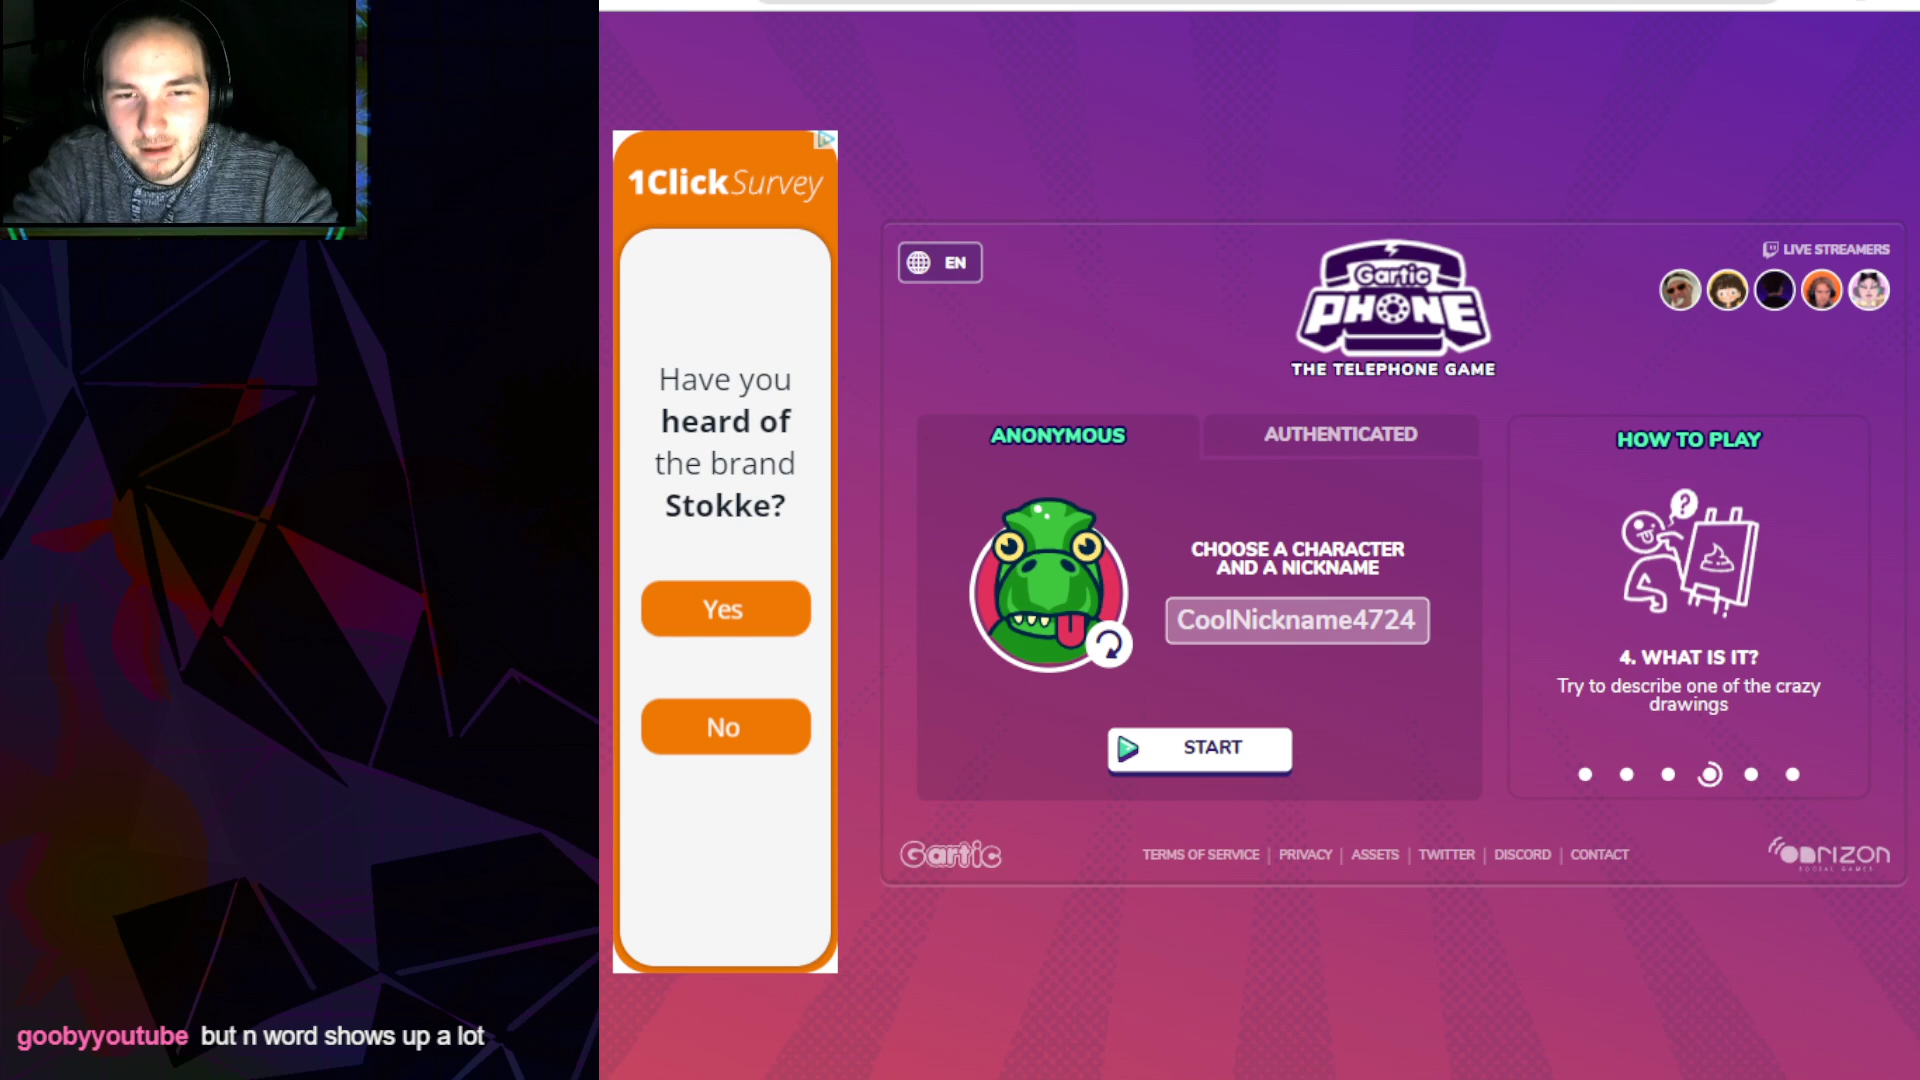 1ClickSurvey
Have you
heard of
the brand
Stokke?
Yes
No
EN
Gartic
PHONE
THE TELEPHONE GAME
LIVE STREAMERS
ANONYMOUS
AUTHENTICATED
CHOOSE A CHARACTER
AND A NICKNAME
CoolNickname4724
START
HOW TO PLAY
?
4. WHAT IS IT?
Try to describe one of the crazy
drawings
Gartic
TERMS OF SERVICE | PRIVACY | ASSETS | TWITTER | DISCORD | CONTACT
ONRIZON
SOCIAL GAMES
goobyyoutube but n word shows up a lot